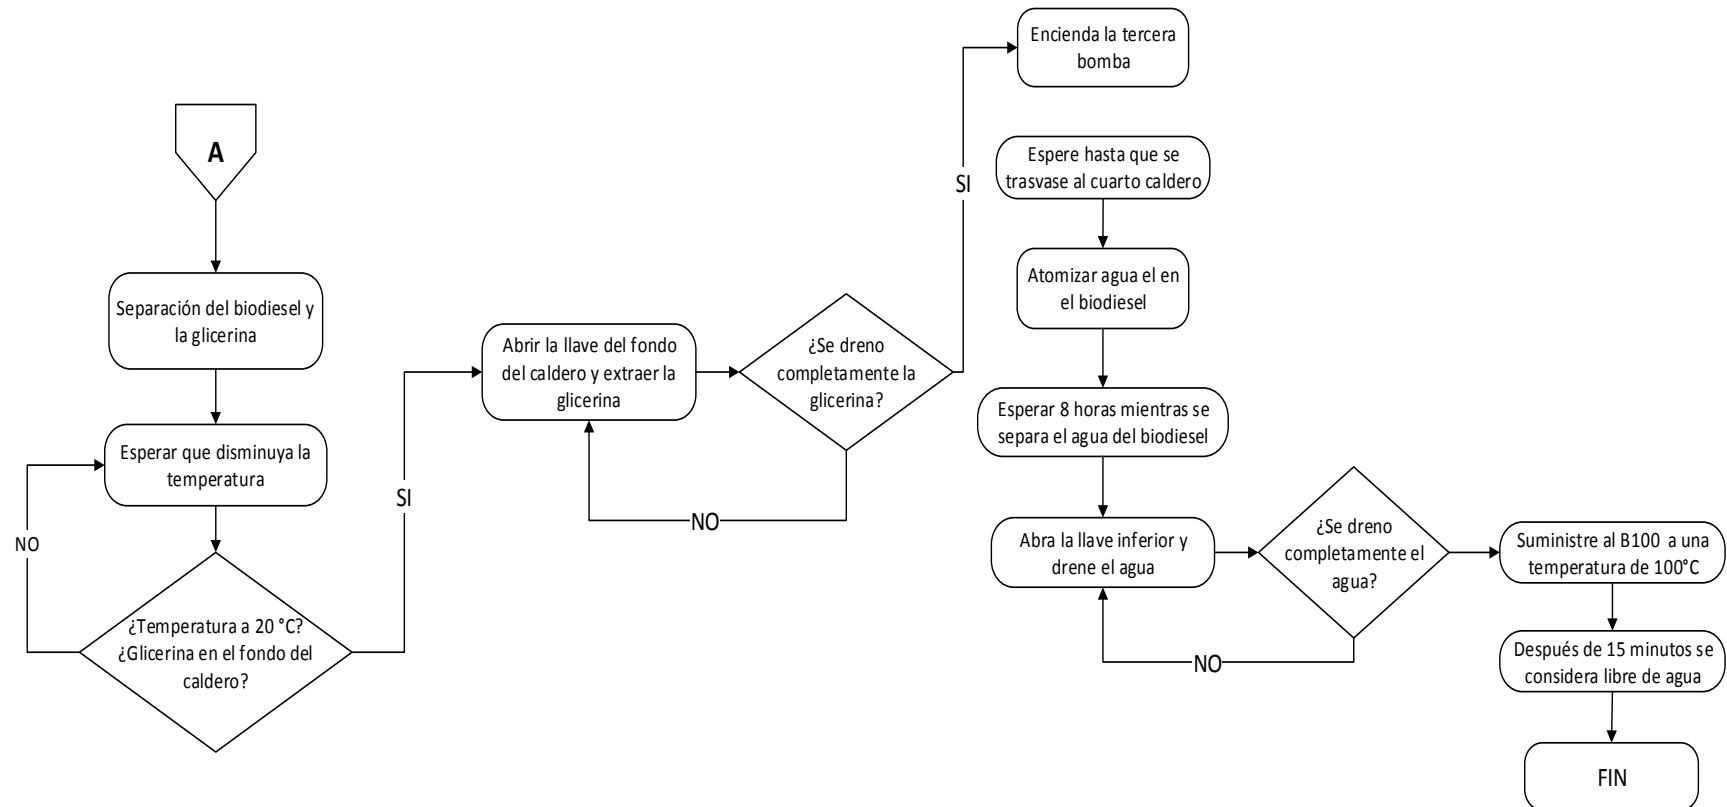 A
Separación del biodiesel y
la glicerina
Esperar que disminuya la
temperatura
NO
¿Temperatura a 20 °C?
¿Glicerina en el fondo del
caldero?
SI
Abrir la llave del fondo
del caldero y extraer la
glicerina
¿Se dreno
completamente la
glicerina?
NO
SI
Encienda la tercera
bomba
Espere hasta que se
trasvase al cuarto caldero
Atomizar agua el en
el biodiesel
Esperar 8 horas mientras se
separa el agua del biodiesel
Abra la llave inferior y
drene el agua
¿Se dreno
completamente el
agua?
NO
Suministre al B100 a una
temperatura de 100°C
Después de 15 minutos se
considera libre de agua
FIN